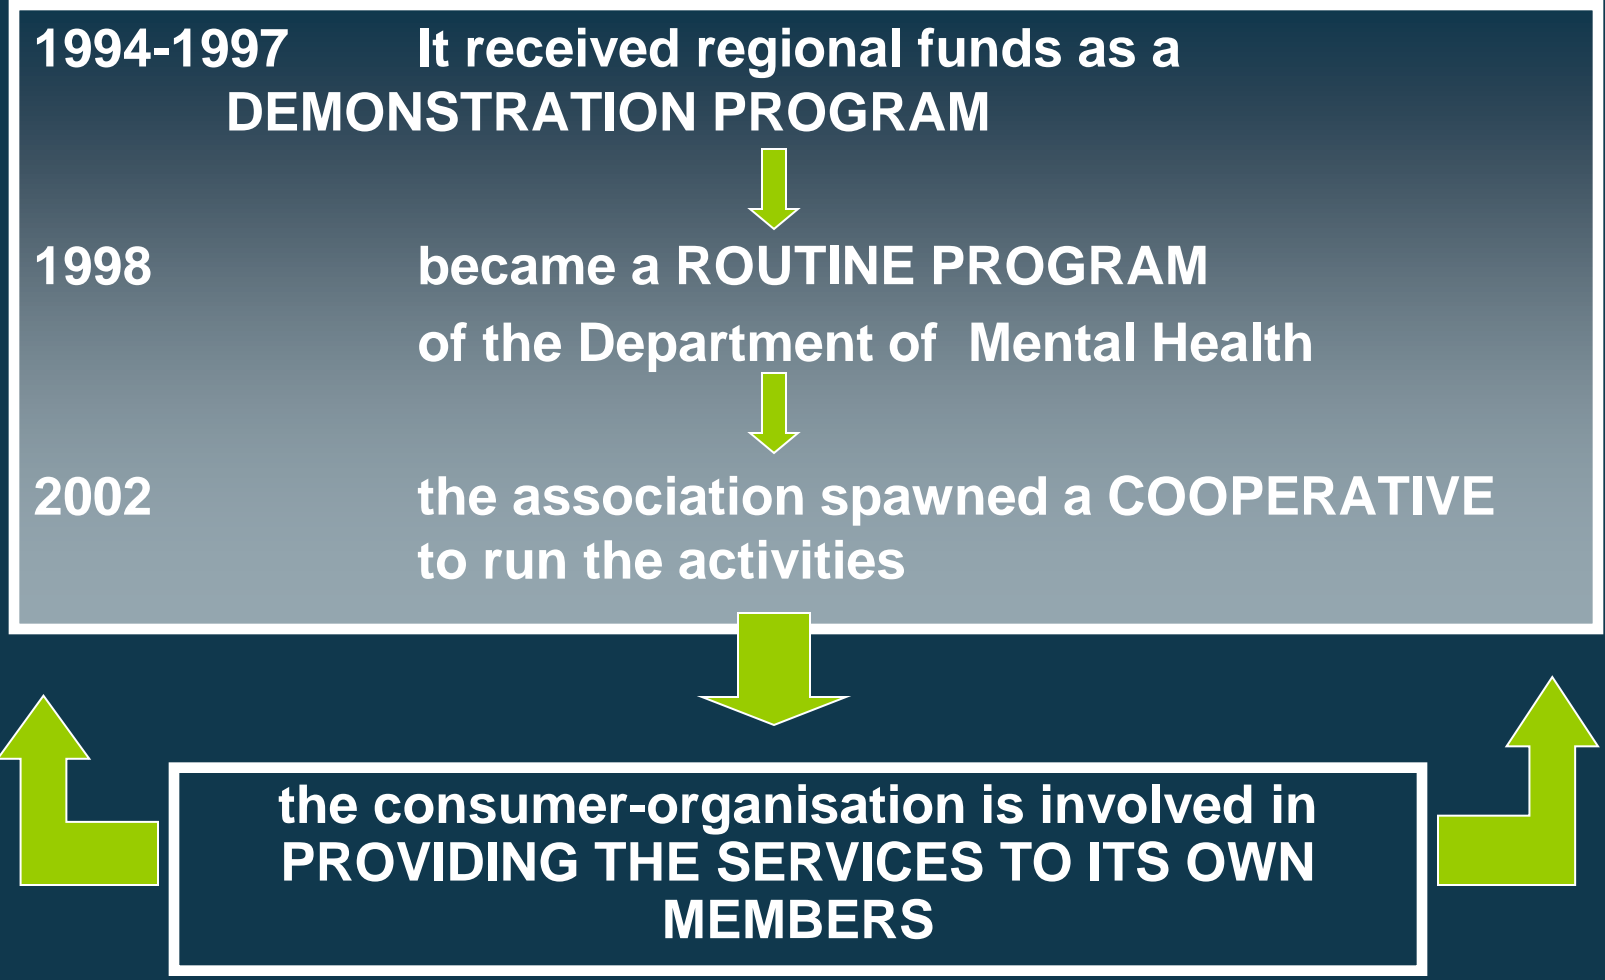 1994-1997 It received regional funds as a
DEMONSTRATION PROGRAM
1998 became a ROUTINE PROGRAM
of the Department of Mental Health
2002 the association spawned a COOPERATIVE
to run the activities
the consumer-organisation is involved in
PROVIDING THE SERVICES TO ITS OWN
MEMBERS